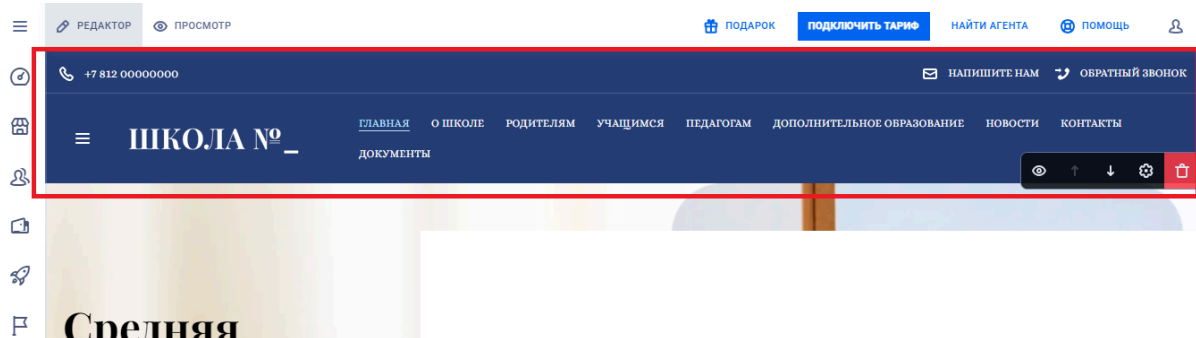 РЕДАКТОР ПРОСМОТР ПОДАРОК ПОДКЛЮЧИТЬ ТАРИФ НАЙТИ АГЕНТА ПОМОЩЬ
+7 812 00000000 НАПИШИТЕ НАМ ОБРАТНЫЙ ЗВОНОК
ШКОЛА №_
ГЛАВНАЯ О ШКОЛЕ РОДИТЕЛЯМ УЧАЩИМСЯ ПЕДАГОГАМ ДОПОЛНИТЕЛЬНОЕ ОБРАЗОВАНИЕ НОВОСТИ КОНТАКТЫ
ДОКУМЕНТЫ
Средняя